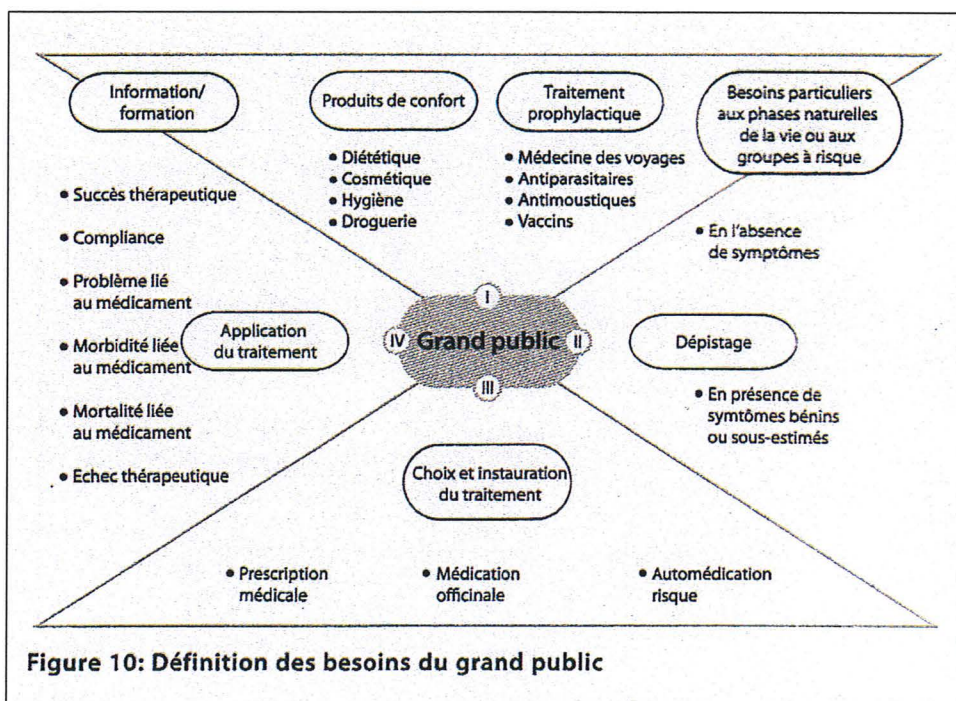 Information/
formation
Produits de confort
Traitement
prophylactique
Besoins particuliers
aux phases naturelles
de la vie ou aux
groupes à risque
• Diététique
• Cosmétique
• Hygiène
• Droguerie
• Médecine des voyages
• Antiparasitaires
• Antimoustiques
• Vaccins
• Succès thérapeutique
• Compliance
• Problème lié
au médicament
• Morbidité liée
au médicament
• Mortalité liée
au médicament
• Echec thérapeutique
Application
du traitement
I
IV
Grand public
II
III
• En l'absence
de symptômes
Dépistage
• En présence de
symtômes bénins
ou sous-estimés
Choix et instauration
du traitement
• Prescription
médicale
• Médication
officinale
• Automédication
risque
Figure 10: Définition des besoins du grand public